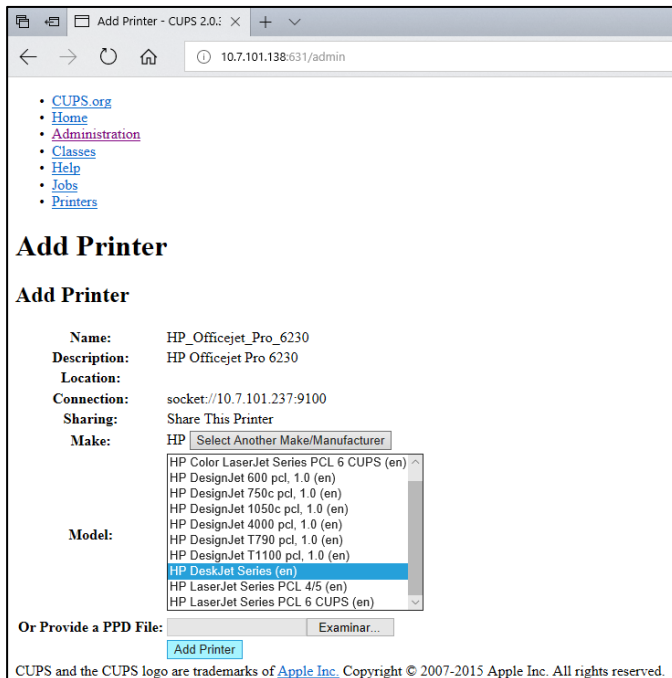 Add Printer - CUPS 2.0.:
10.7.101.138:631/admin
CUPS.org
Home
Administration
Classes
Help
Jobs
Printers
Add Printer
Add Printer
Name: HP_Officejet_Pro_6230
Description: HP Officejet Pro 6230
Location:
Connection: socket://10.7.101.237:9100
Sharing: Share This Printer
Make: HP Select Another Make/Manufacturer
HP Color LaserJet Series PCL 6 CUPS (en)
HP DesignJet 600 pcl, 1.0 (en)
HP DesignJet 750c pcl, 1.0 (en)
HP DesignJet 1050c pcl, 1.0 (en)
HP DesignJet 4000 pcl, 1.0 (en)
HP DesignJet T790 pcl, 1.0 (en)
Model: HP DesignJet T1100 pcl, 1.0 (en)
HP DeskJet Series (en)
HP LaserJet Series PCL 4/5 (en)
HP LaserJet Series PCL 6 CUPS (en)
Or Provide a PPD File: Examinar...
Add Printer
CUPS and the CUPS logo are trademarks of Apple Inc. Copyright © 2007-2015 Apple Inc. All rights reserved.